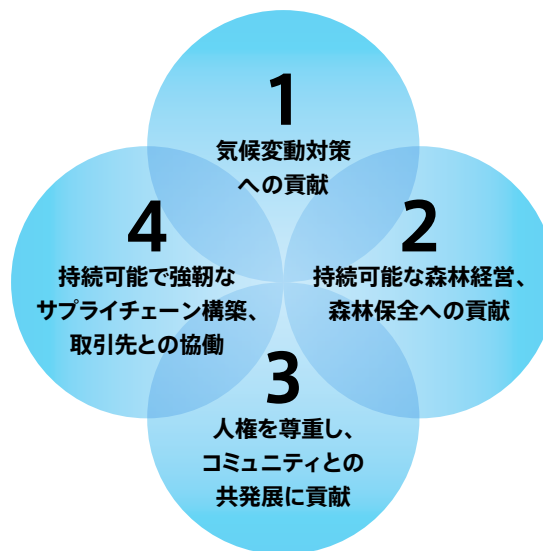 1
気候変動対策
への貢献
2
持続可能な森林経営、
森林保全への貢献
3
人権を尊重し、
コミュニティとの
共発展に貢献
4
持続可能で強靭な
サプライチェーン構築、
取引先との協働